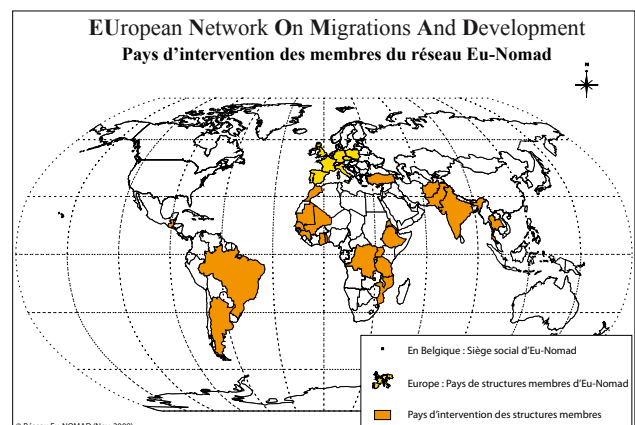 EUropean Network On Migrations And Development
Pays d’intervention des membres du réseau Eu-Nomad
N
En Belgique : Siège social d’Eu-Nomad
Europe : Pays de structures membres d’Eu-Nomad
Pays d’intervention des structures membres